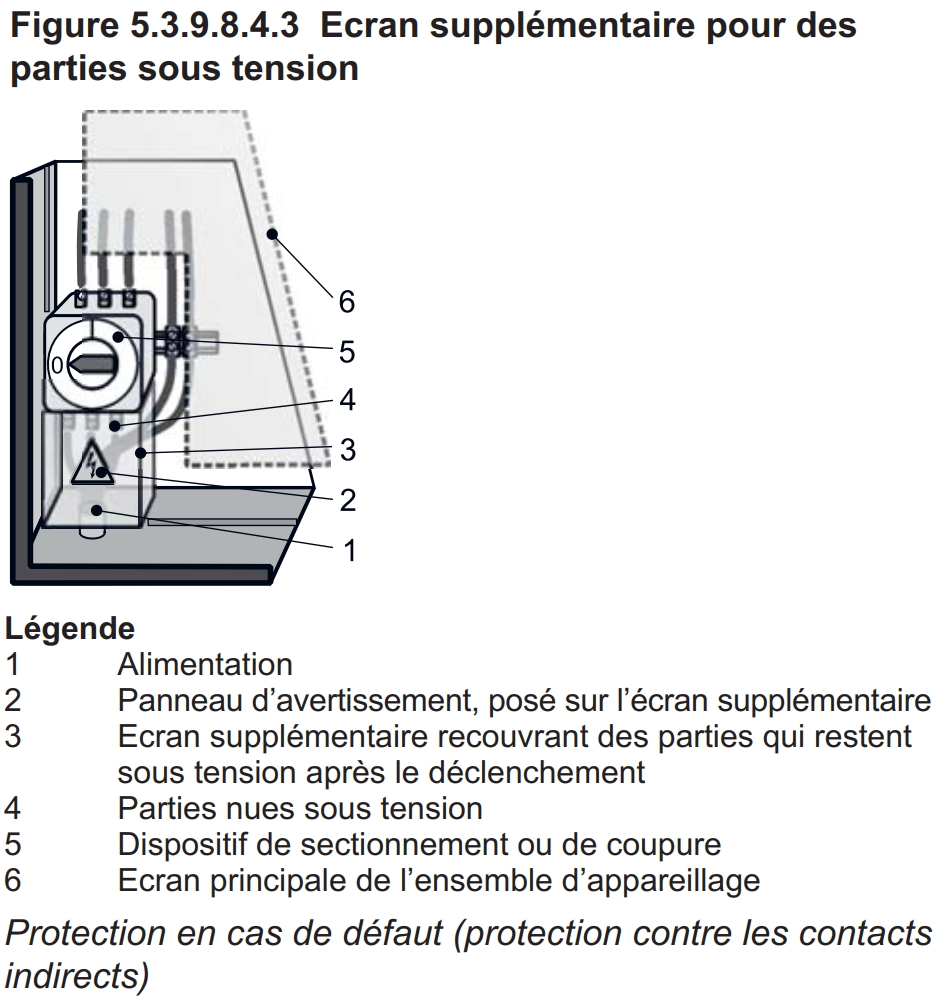 Figure 5.3.9.8.4.3 Ecran supplémentaire pour des
parties sous tension
6
5
0
4
3
2
1
Légende
1 Alimentation
2 Panneau d’avertissement, posé sur l’écran supplémentaire
3 Ecran supplémentaire recouvrant des parties qui restent
sous tension après le déclenchement
4 Parties nues sous tension
5 Dispositif de sectionnement ou de coupure
6 Ecran principale de l’ensemble d’appareillage
Protection en cas de défaut (protection contre les contacts
indirects)